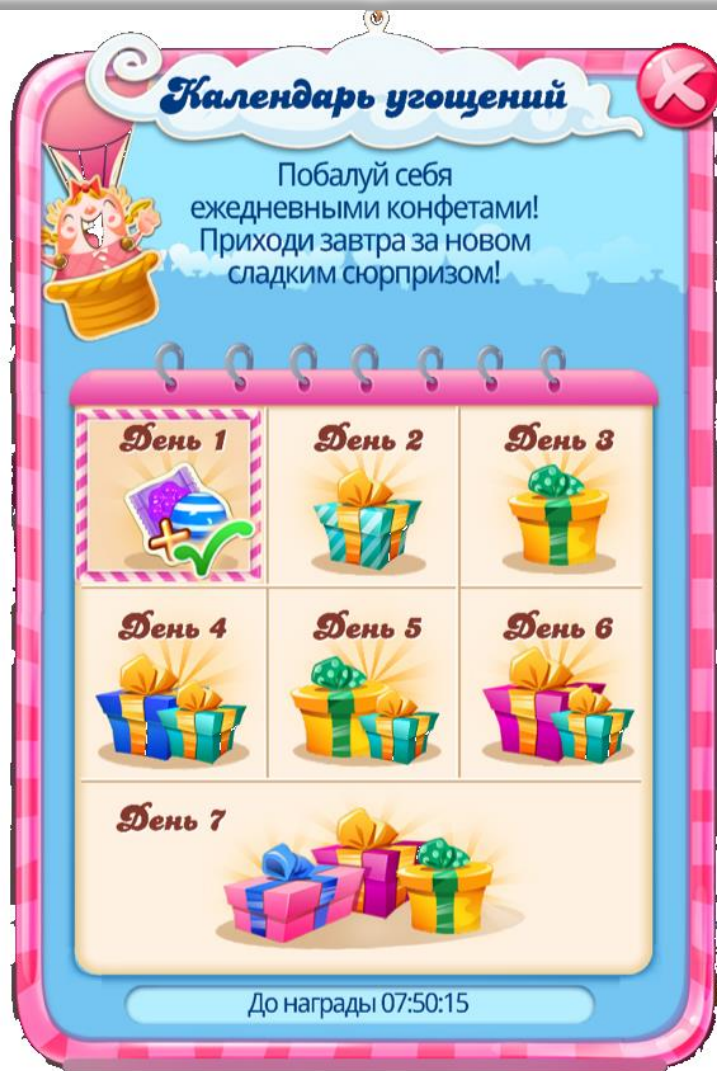 Календарь угощений
Побалуй себя
ежедневными конфетами!
Приходи завтра за новом
сладким сюрпризом!
День 1
День 2
День 3
День 4
День 5
День 6
День 7
До награды 07:50:15